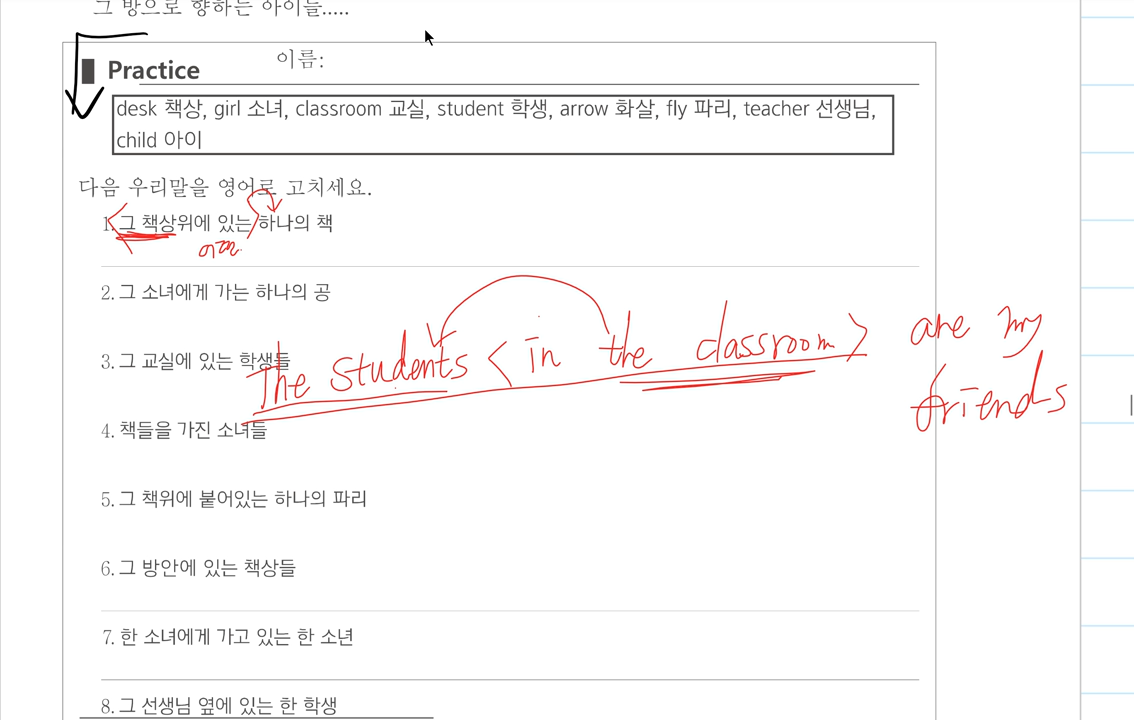 그 방으로 향하는 아이들.....
Practice
이름:
desk 책상, girl 소녀, classroom 교실, student 학생, arrow 화살, fly 파리, teacher 선생님,
child 아이
다음 우리말을 영어로 고치세요.
1. 그 책상위에 있는 하나의 책
2. 그 소녀에게 가는 하나의 공
3. 그 교실에 있는 학생들
the students < in the classroom > are my
friends
4. 책들을 가진 소녀들
5. 그 책위에 붙어있는 하나의 파리
6. 그 방안에 있는 책상들
7. 한 소녀에게 가고 있는 한 소년
8. 그 선생님 옆에 있는 한 학생